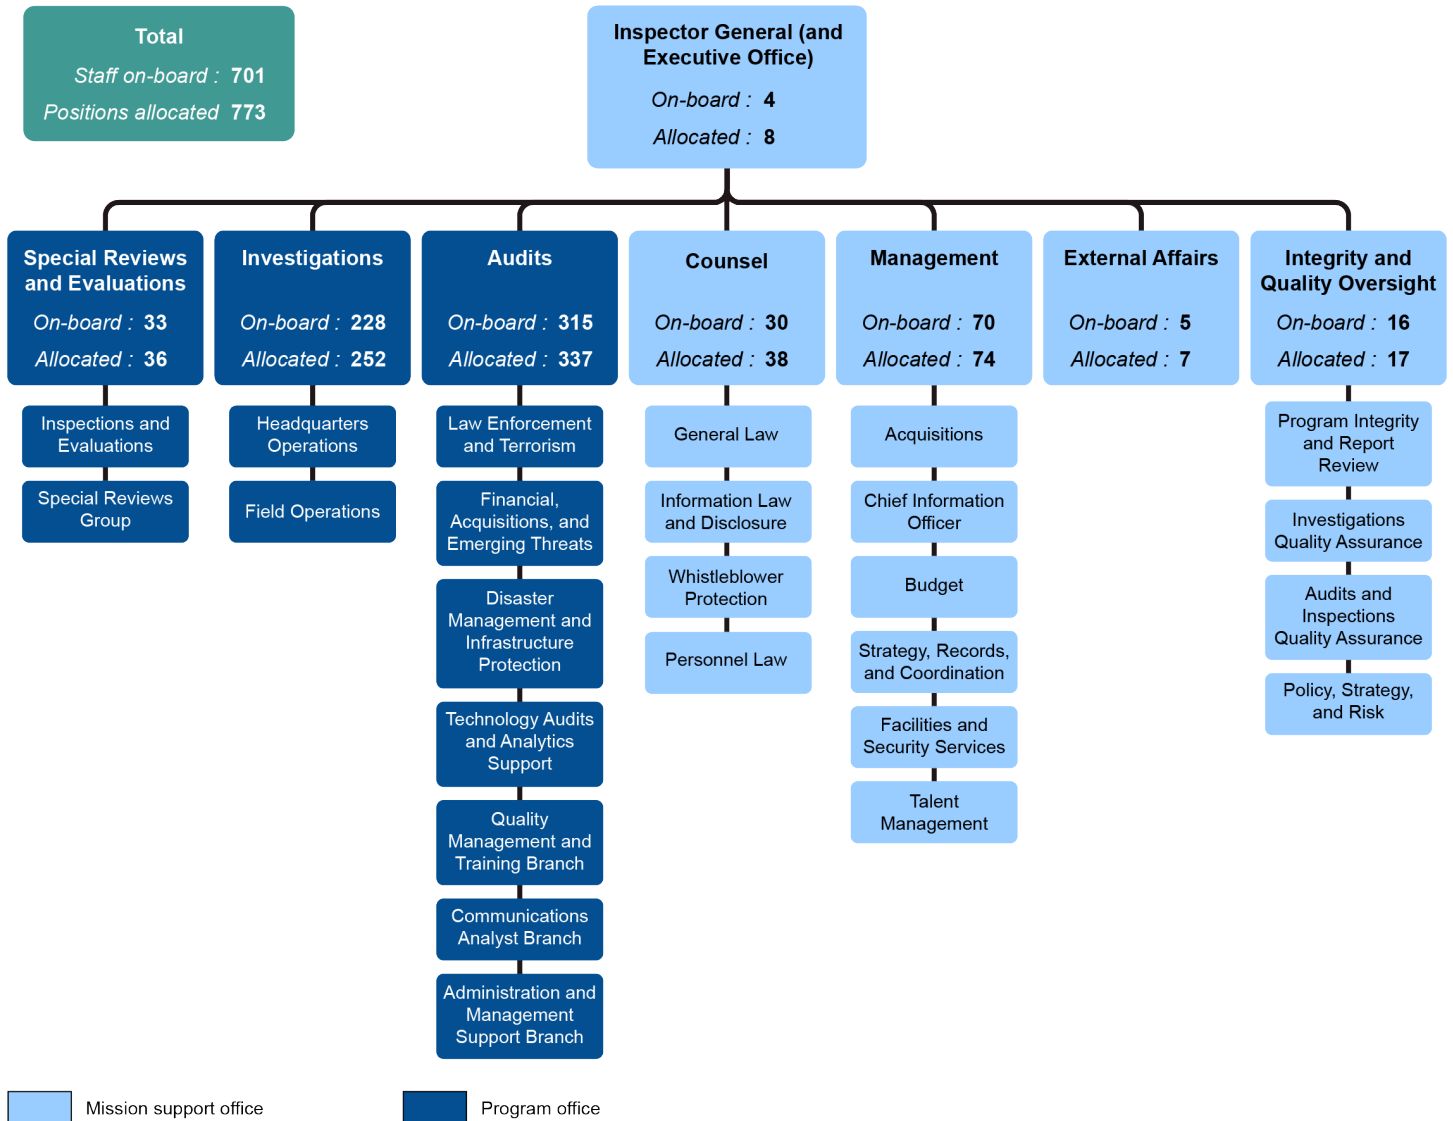 Total
Staff on-board : 701
Positions allocated 773
Inspector General (and
Executive Office)
On-board : 4
Allocated : 8
Special Reviews
and Evaluations
On-board : 33
Allocated : 36
Inspections and
Evaluations
Special Reviews
Group
Investigations
On-board : 228
Allocated : 252
Headquarters
Operations
Field Operations
Audits
On-board : 315
Allocated : 337
Law Enforcement
and Terrorism
Financial,
Acquisitions, and
Emerging Threats
Disaster
Management and
Infrastructure
Protection
Technology Audits
and Analytics
Support
Quality
Management and
Training Branch
Communications
Analyst Branch
Administration and
Management
Support Branch
Counsel
On-board : 30
Allocated : 38
General Law
Information Law
and Disclosure
Whistleblower
Protection
Personnel Law
Management
On-board : 70
Allocated : 74
Acquisitions
Chief Information
Officer
Budget
Strategy, Records,
and Coordination
Facilities and
Security Services
Talent
Management
External Affairs
On-board : 5
Allocated : 7
Integrity and
Quality Oversight
On-board : 16
Allocated : 17
Program Integrity
and Report
Review
Investigations
Quality Assurance
Audits and
Inspections
Quality Assurance
Policy, Strategy,
and Risk
Mission support office
Program office